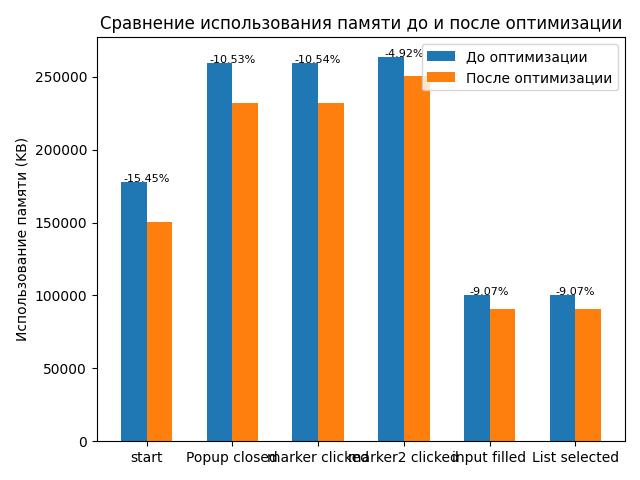 Сравнение использования памяти до и после оптимизации
До оптимизации
После оптимизации
Использование памяти (KB)
250000
200000
150000
100000
50000
0
-15.45%
-10.53%
-10.54%
-4.92%
-9.07%
-9.07%
start
Popup closed
marker clicked
marker2 clicked
input filled
List selected